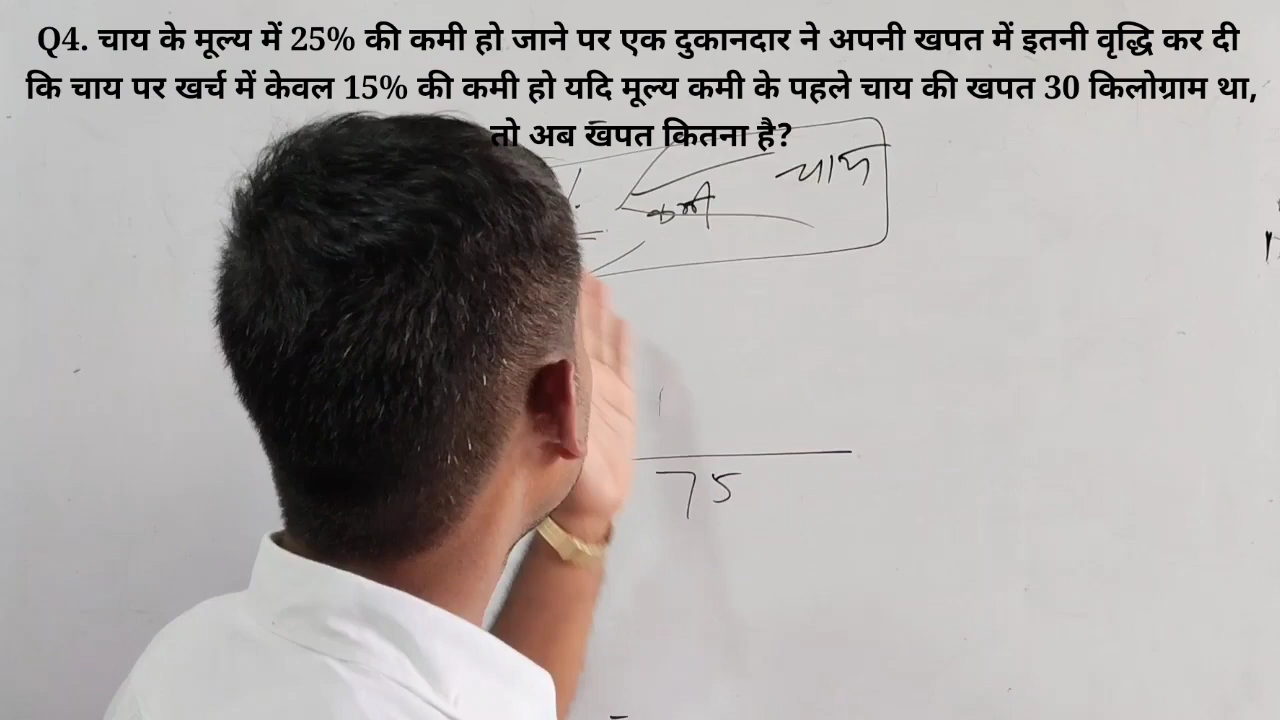 Q4. चाय के मूल्य में 25% की कमी हो जाने पर एक दुकानदार ने अपनी खपत में इतनी वृद्धि कर दी
कि चाय पर खर्च में केवल 15% की कमी हो यदि मूल्य कमी के पहले चाय की खपत 30 किलोग्राम था,
तो अब खपत कितना है?
चाय
कमी
75